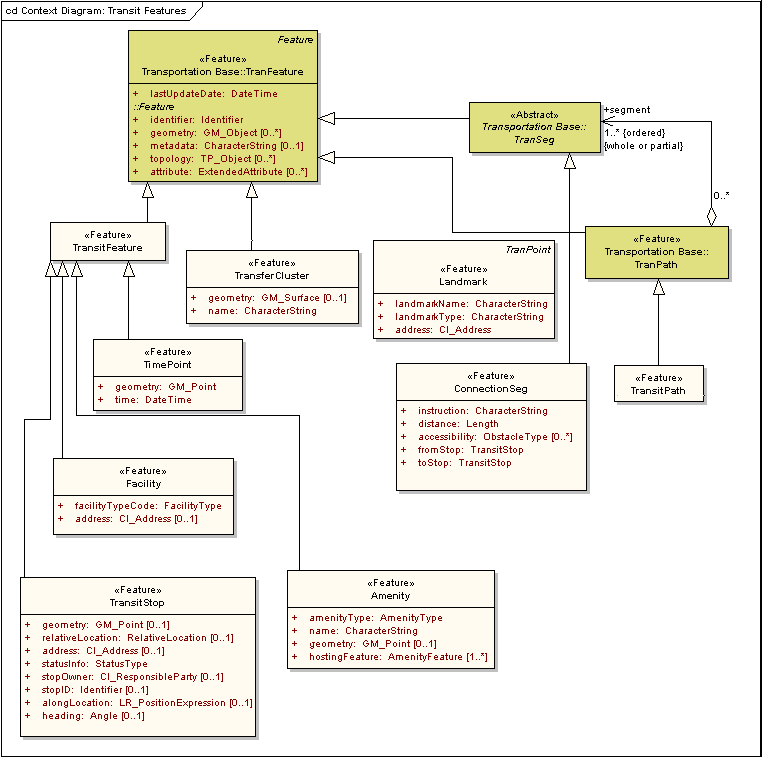 cd Context Diagram: Transit Features
Feature
«Feature»
Transportation Base::TranFeature
+ lastUpdateDate: DateTime
::Feature
+ identifier: Identifier
+ geometry: GM_Object [0..*]
+ metadata: CharacterString [0..1]
+ topology: TP_Object [0..*]
+ attribute: ExtendedAttribute [0..*]
«Abstract»
Transportation Base::
TranSeg
+segment
1..* {ordered}
{whole or partial}
0..*
«Feature»
Transportation Base::
TranPath
«Feature»
TransitFeature
«Feature»
TransferCluster
+ geometry: GM_Surface [0..1]
+ name: CharacterString
TranPoint
«Feature»
Landmark
+ landmarkName: CharacterString
+ landmarkType: CharacterString
+ address: CI_Address
«Feature»
TimePoint
+ geometry: GM_Point
+ time: DateTime
«Feature»
ConnectionSeg
+ instruction: CharacterString
+ distance: Length
+ accessibility: ObstacleType [0..*]
+ fromStop: TransitStop
+ toStop: TransitStop
«Feature»
TransitPath
«Feature»
Facility
+ facilityTypeCode: FacilityType
+ address: CI_Address [0..1]
«Feature»
TransitStop
+ geometry: GM_Point [0..1]
+ relativeLocation: RelativeLocation [0..1]
+ address: CI_Address [0..1]
+ statusInfo: StatusType
+ stopOwner: CI_ResponsibleParty [0..1]
+ stopID: Identifier [0..1]
+ alongLocation: LR_PositionExpression [0..1]
+ heading: Angle [0..1]
«Feature»
Amenity
+ amenityType: AmenityType
+ name: CharacterString
+ geometry: GM_Point [0..1]
+ hostingFeature: AmenityFeature [1..*]